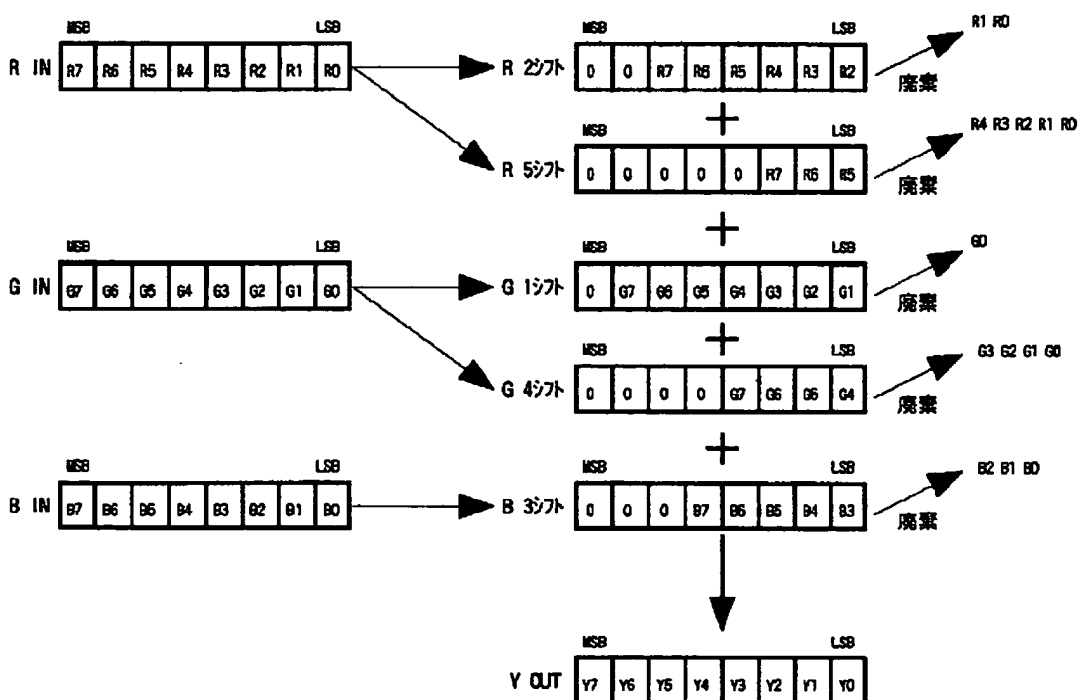 MSB LSB MSB LSB R1 R0
R IN R7 R6 R5 R4 R3 R2 R1 R0 R 2シフト 0 0 R7 R6 R5 R4 R3 R2 廃棄
+
MSB LSB R4 R3 R2 R1 R0
R 5シフト 0 0 0 0 0 R7 R6 R5 廃棄
+
MSB LSB MSB LSB G0
G IN G7 G6 G5 G4 G3 G2 G1 G0 G 1シフト 0 G7 G6 G5 G4 G3 G2 G1 廃棄
+
MSB LSB G3 G2 G1 G0
G 4シフト 0 0 0 0 G7 G6 G5 G4 廃棄
+
MSB LSB MSB LSB B2 B1 B0
B IN B7 B6 B5 B4 B3 B2 B1 B0 B 3シフト 0 0 0 B7 B6 B5 B4 B3 廃棄
MSB LSB
Y OUT Y7 Y6 Y5 Y4 Y3 Y2 Y1 Y0